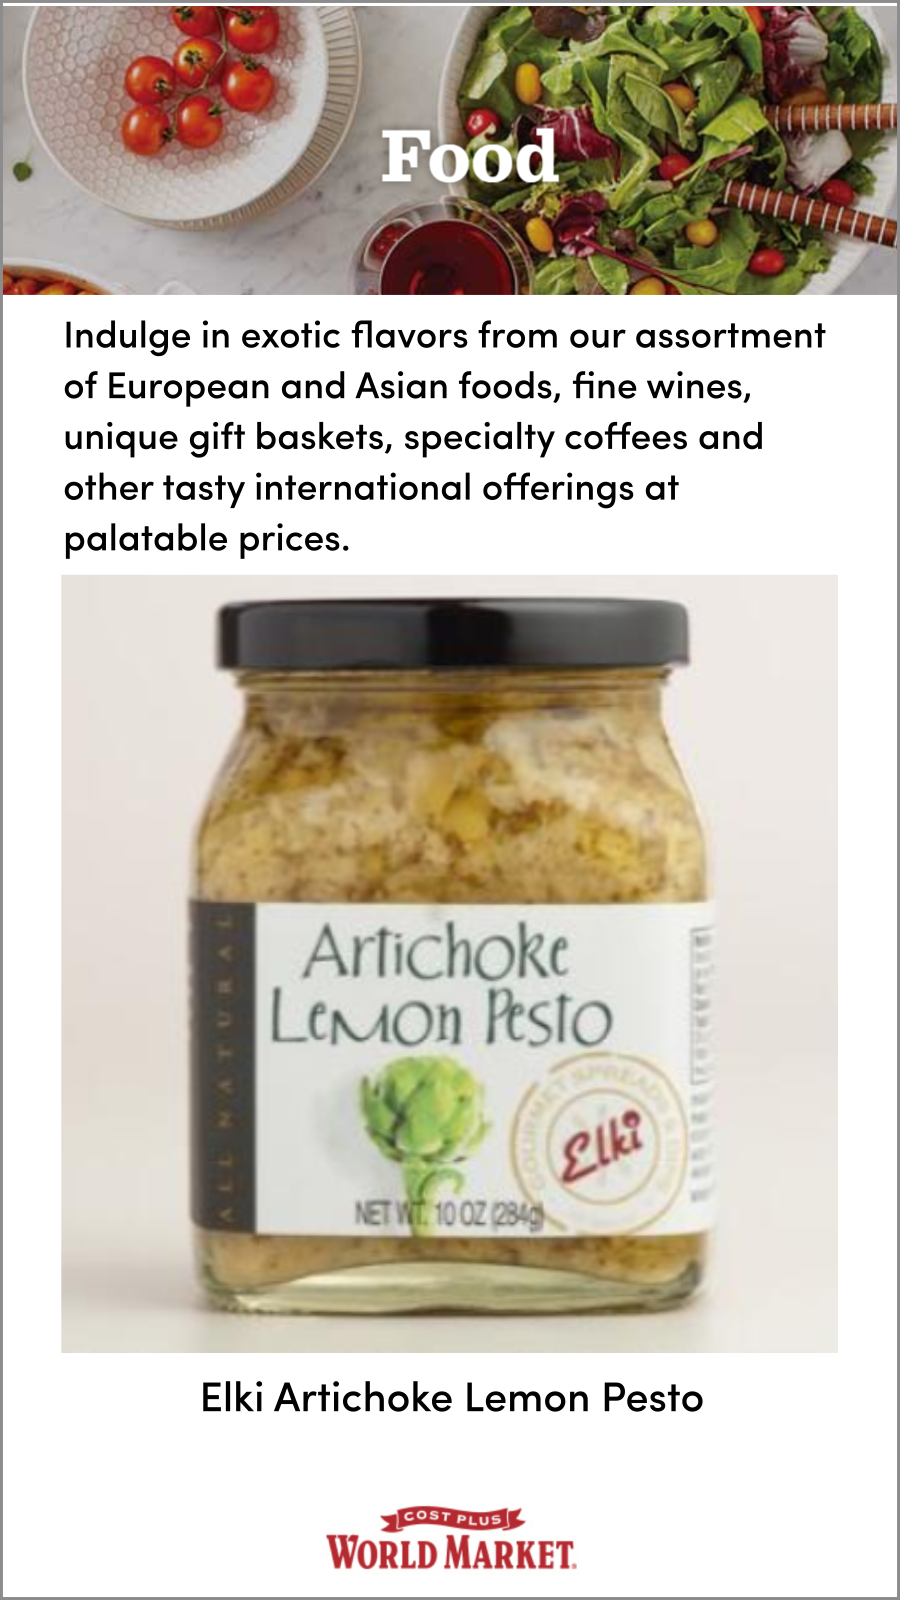 Food
Indulge in exotic flavors from our assortment
of European and Asian foods, fine wines,
unique gift baskets, specialty coffees and
other tasty international offerings at
palatable prices.
ALL NATURAL
Artichoke
Lemon Pesto
GOURMET SPREADS &
Elki
NET WT. 10 OZ (284g)
Elki Artichoke Lemon Pesto
COST PLUS
WORLD MARKET.